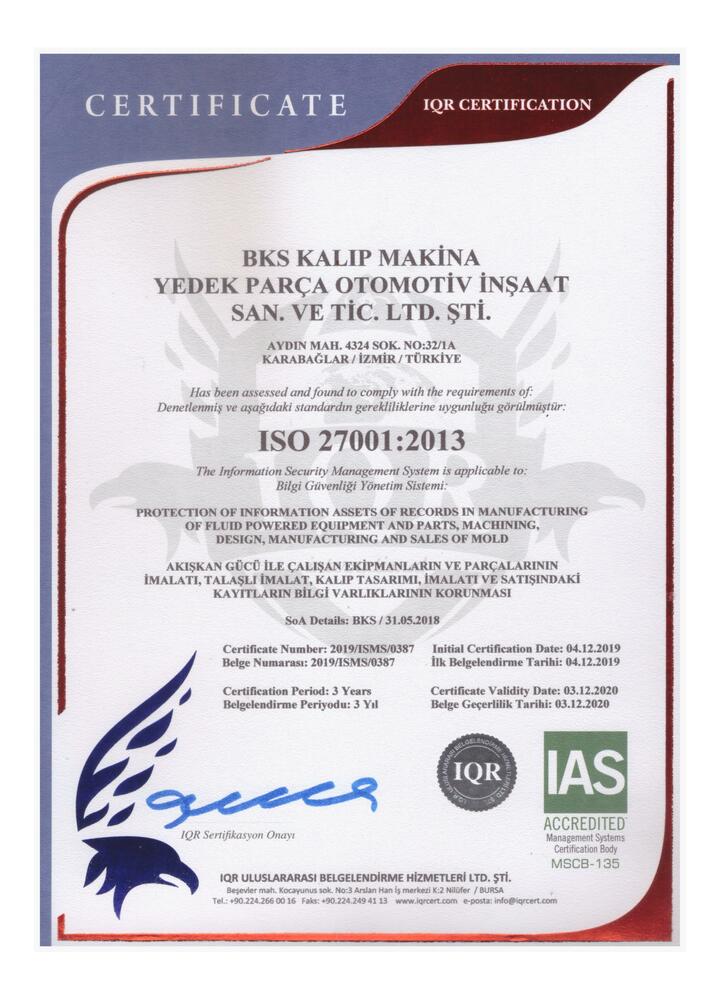 CERTIFICATE
IQR CERTIFICATION
BKS KALIP MAKİNA
YEDEK PARÇA OTOMOTİV İNŞAAT
SAN. VE TİC. LTD. ŞTİ.
AYDIN MAH. 4324 SOK. NO:32/1A
KARABAĞLAR / İZMİR / TÜRKİYE
Has been assessed and found to comply with the requirements of:
Denetlenmiş ve aşağıdaki standardın gerekliliklerine uygunluğu görülmüştür:
ISO 27001:2013
The Information Security Management System is applicable to:
Bilgi Güvenliği Yönetim Sistemi:
PROTECTION OF INFORMATION ASSETS OF RECORDS IN MANUFACTURING
OF FLUID POWERED EQUIPMENT AND PARTS, MACHINING,
DESIGN, MANUFACTURING AND SALES OF MOLD
AKIŞKAN GÜCÜ İLE ÇALIŞAN EKİPMANLARIN VE PARÇALARININ
İMALATI, TALAŞLI İMALAT, KALIP TASARIMI, İMALATI VE SATIŞINDAKİ
KAYITLARIN BİLGİ VARLIKLARININ KORUNMASI
SoA Details: BKS / 31.05.2018
Certificate Number: 2019/ISMS/0387 Initial Certification Date: 04.12.2019
Belge Numarası: 2019/ISMS/0387 İlk Belgelendirme Tarihi: 04.12.2019
Certification Period: 3 Years Certificate Validity Date: 03.12.2020
Belgelendirme Periyodu: 3 Yıl Belge Geçerlilik Tarihi: 03.12.2020
IQR
IAS
ACCREDITED
Management Systems
Certification Body
MSCB-135
IQR Sertifikasyon Onayı
IQR ULUSLARARASI BELGELENDİRME HİZMETLERİ LTD. ŞTİ.
Beşevler mah. Kocayunus sok. No:3 Arslan Han İş merkezi K:2 Nilüfer / BURSA
Tel.: +90.224.266 00 16 Faks: +90.224.249 41 13 www.iqrcert.com e-posta: info@iqrcert.com